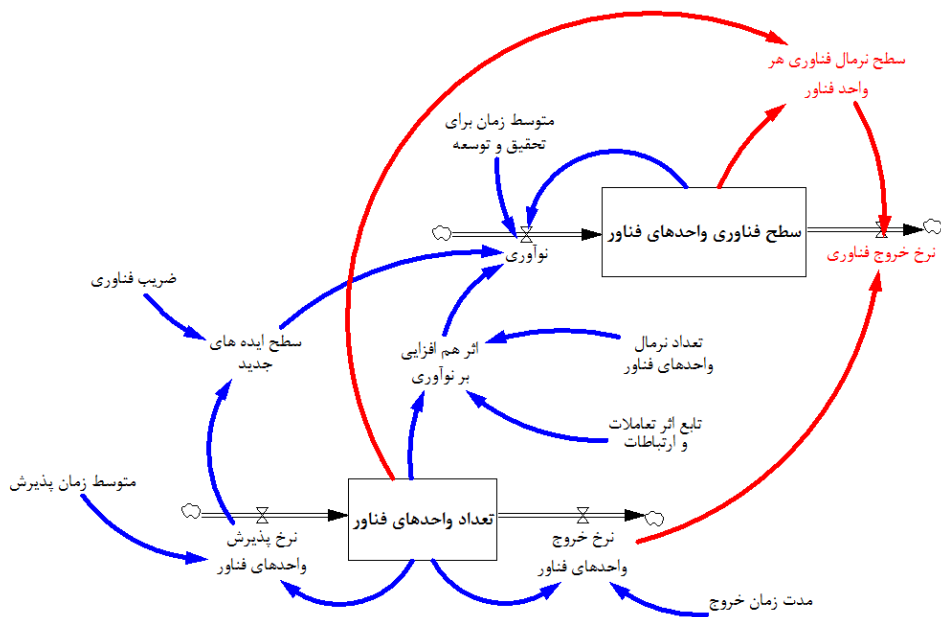 سطح نرمال فناوری هر
واحد فناور
متوسط زمان برای
تحقیق و توسعه
سطح فناوری واحدهای فناور
نوآوری
نرخ خروج فناوری
ضریب فناوری
سطح ایده های
جدید
اثر هم افزایی
بر نوآوری
تعداد نرمال
واحدهای فناور
تابع اثر تعاملات
و ارتباطات
متوسط زمان پذیرش
تعداد واحدهای فناور
نرخ پذیرش
واحدهای فناور
نرخ خروج
واحدهای فناور
مدت زمان خروج